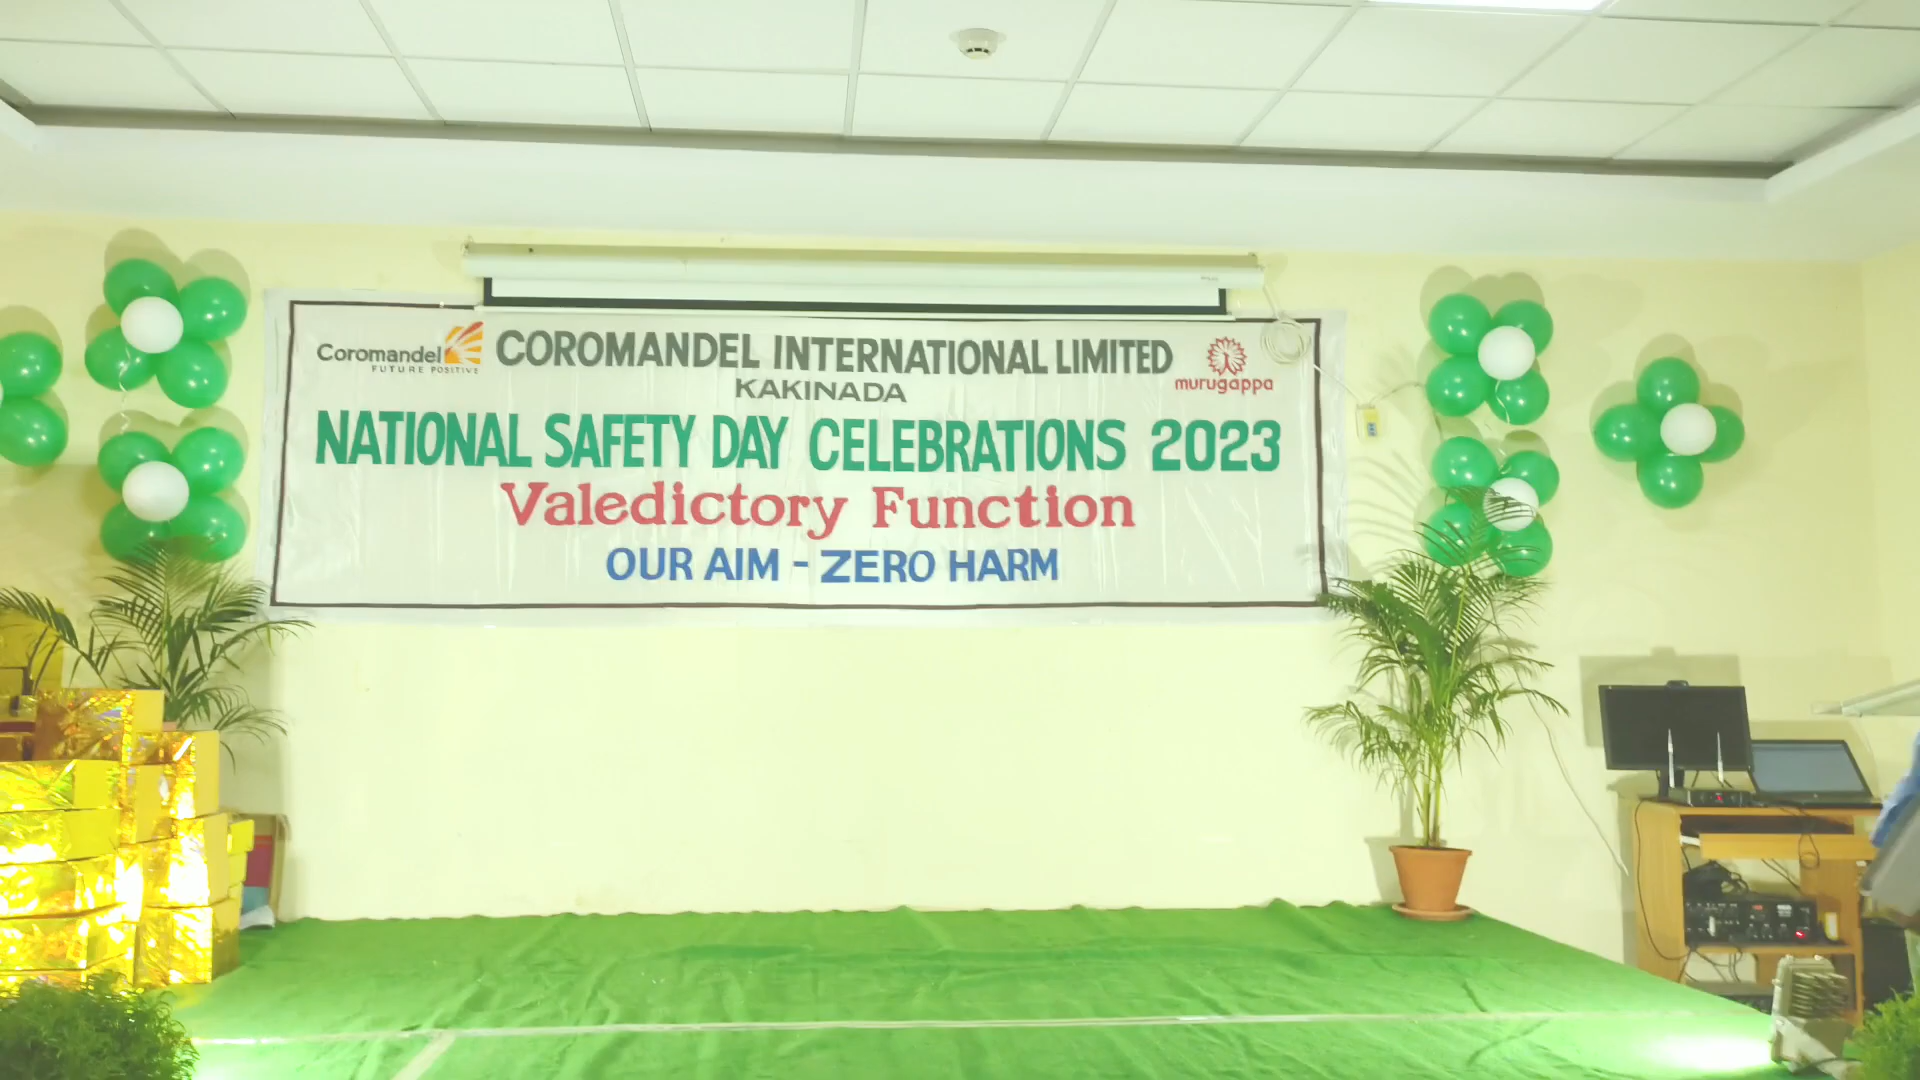 Coromandel
FUTURE POSITIVE
COROMANDEL INTERNATIONAL LIMITED
murugappa
KAKINADA
NATIONAL SAFETY DAY CELEBRATIONS 2023
Valedictory Function
OUR AIM - ZERO HARM